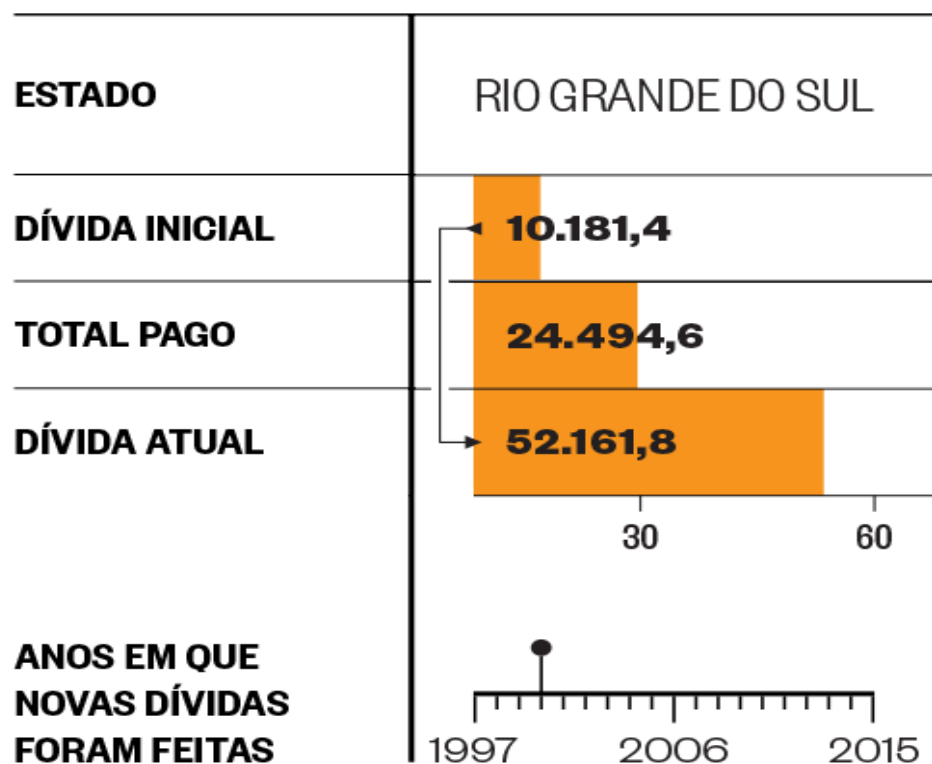 ESTADO
RIO GRANDE DO SUL
DÍVIDA INICIAL
10.181,4
TOTAL PAGO
24.494,6
DÍVIDA ATUAL
52.161,8
30
60
ANOS EM QUE
NOVAS DÍVIDAS
FORAM FEITAS
1997
2006
2015